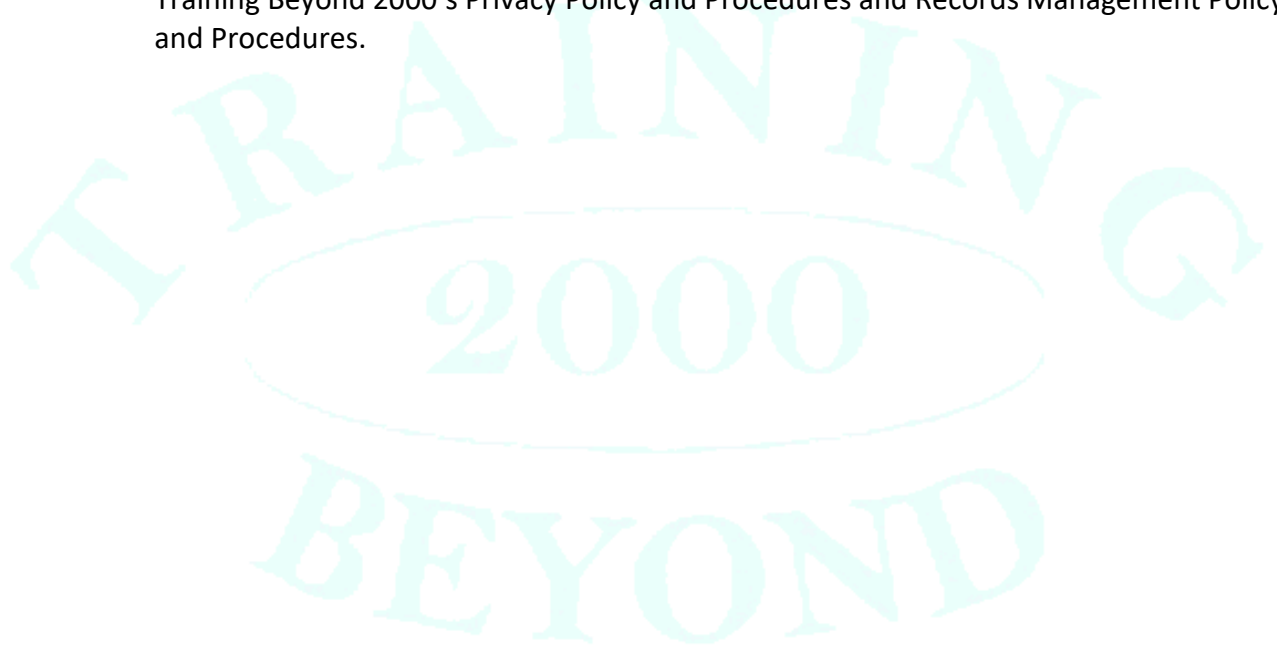 Training Beyond 2000's Privacy Policy and Procedures and Records Management Policy
and Procedures.
TRAINING
2000
BEYOND